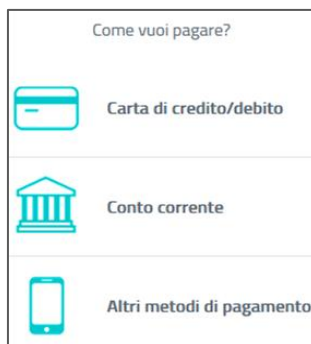 Come vuoi pagare?
Carta di credito/debito
Conto corrente
Altri metodi di pagamento